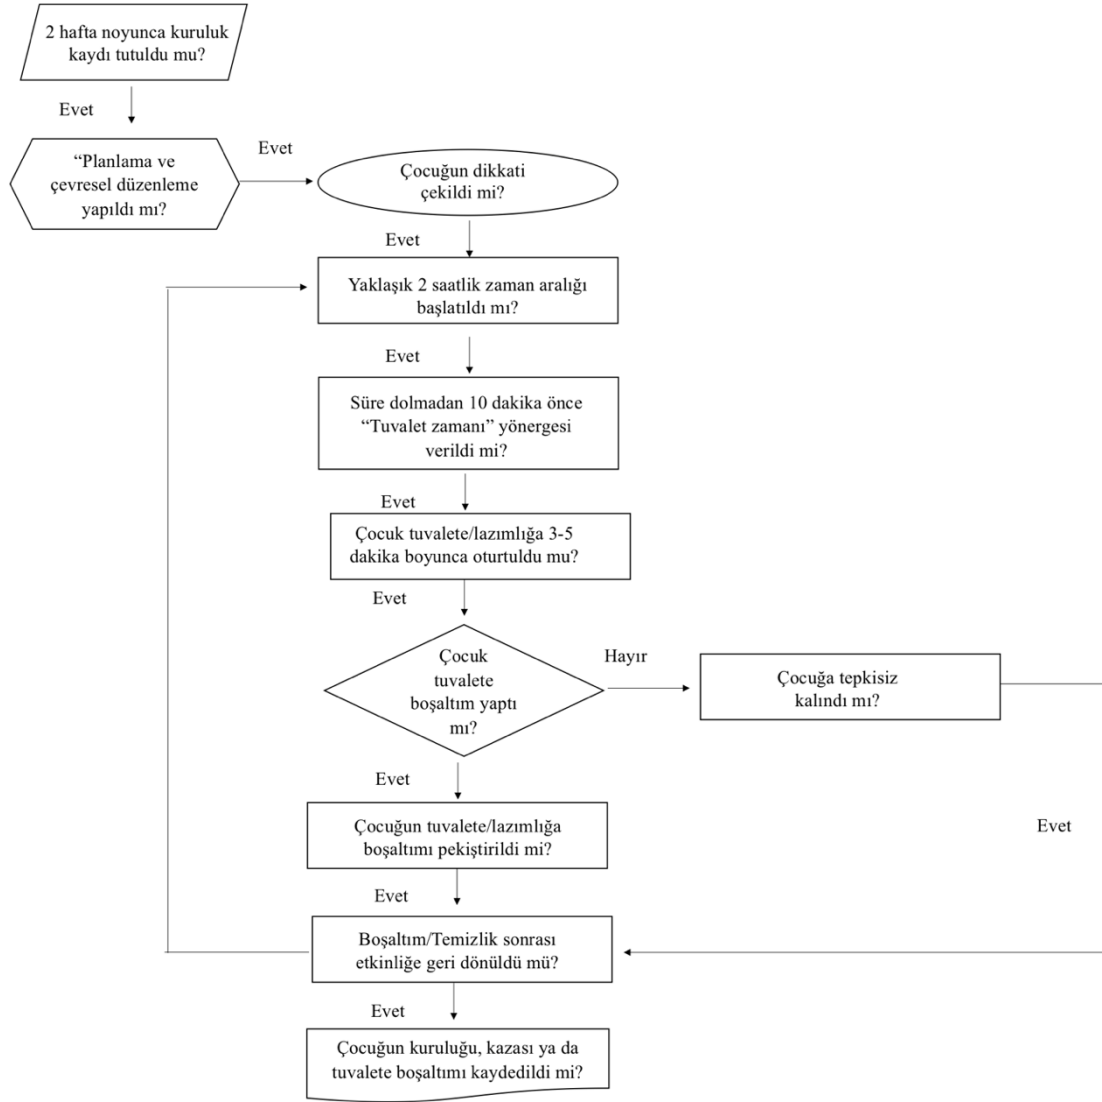 2 hafta noyunca kuruluk
kaydı tutuldu mu?
Evet
“Planlama ve
çevresel düzenleme
yapıldı mı?
Evet
Çocuğun dikkati
çekildi mi?
Evet
Yaklaşık 2 saatlik zaman aralığı
başlatıldı mı?
Evet
Süre dolmadan 10 dakika önce
“Tuvalet zamanı” yönergesi
verildi mi?
Evet
Çocuk tuvalete/lazımlığa 3-5
dakika boyunca oturtuldu mu?
Evet
Çocuk
tuvalete
boşaltım yaptı
mı?
Hayır
Çocuğa tepkisiz
kalındı mı?
Evet
Evet
Çocuğun tuvalete/lazımlığa
boşaltımı pekiştirildi mi?
Evet
Boşaltım/Temizlik sonrası
etkinliğe geri dönüldü mü?
Evet
Çocuğun kuruluğu, kazası ya da
tuvalete boşaltımı kaydedildi mi?